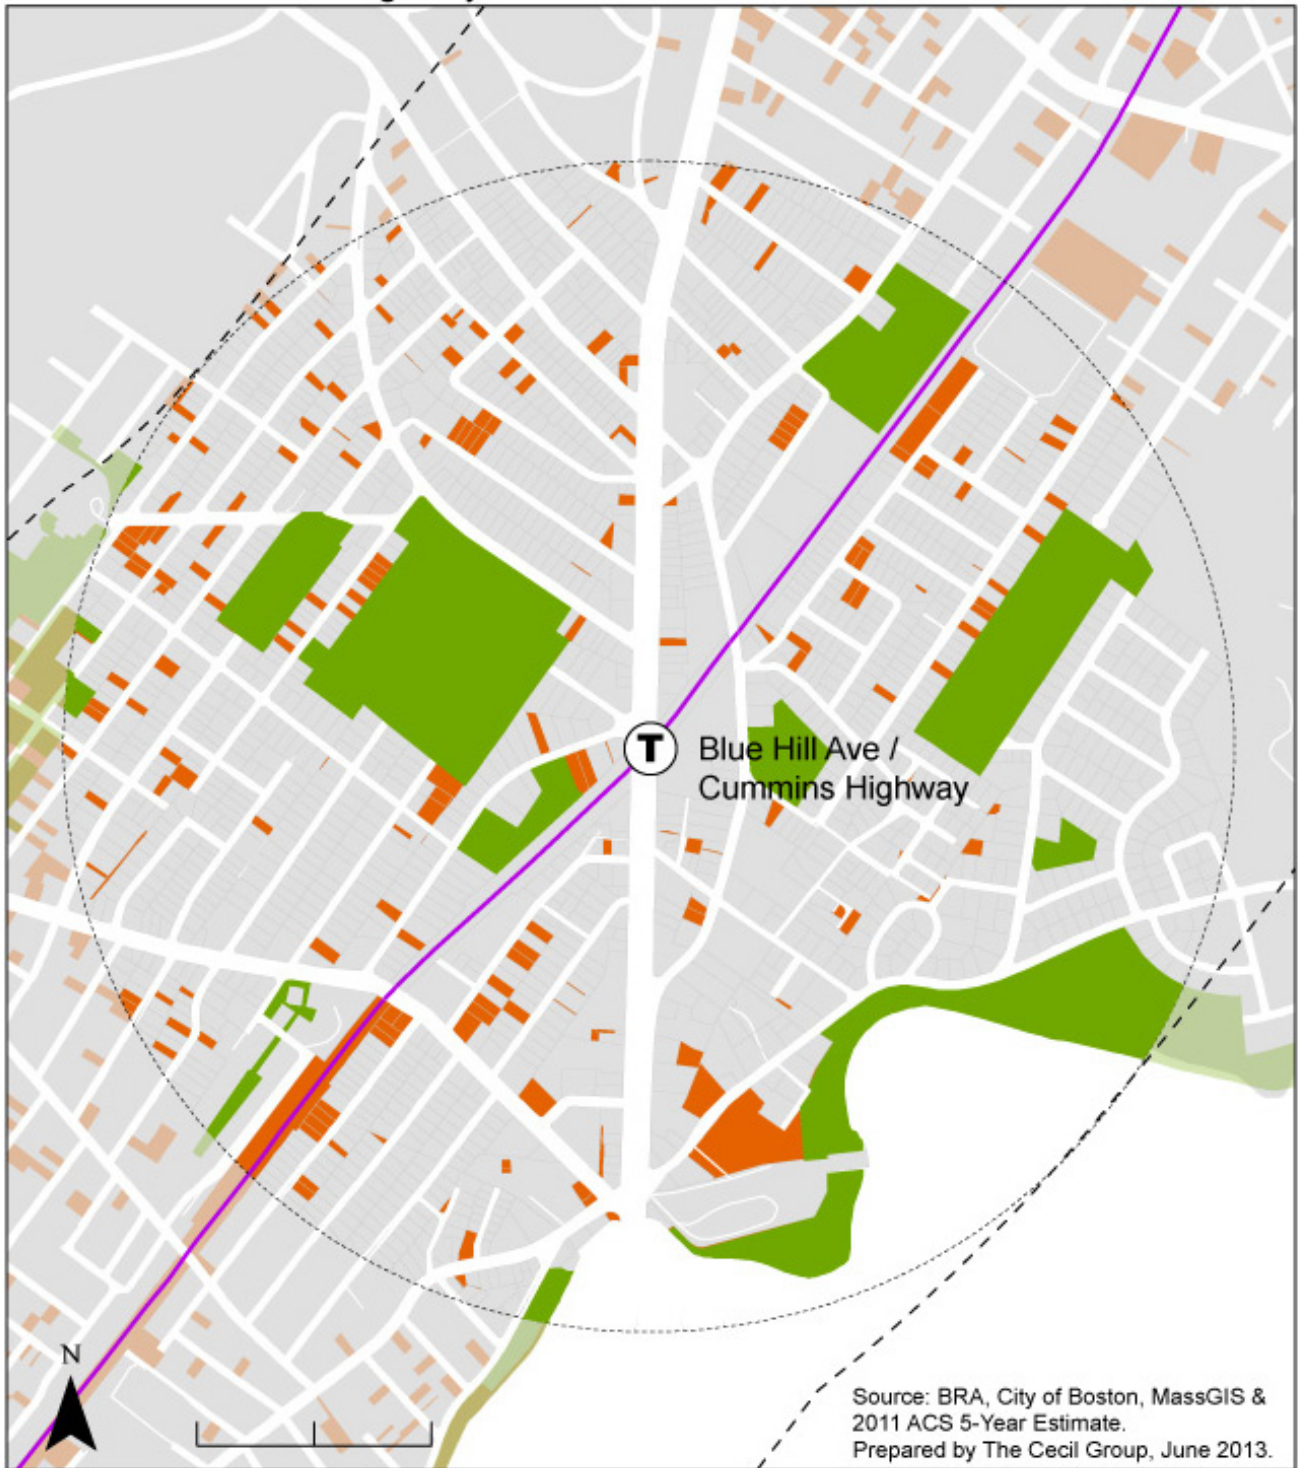 T
Blue Hill Ave /
Cummins Highway
N
Source: BRA, City of Boston, MassGIS &
2011 ACS 5-Year Estimate.
Prepared by The Cecil Group, June 2013.